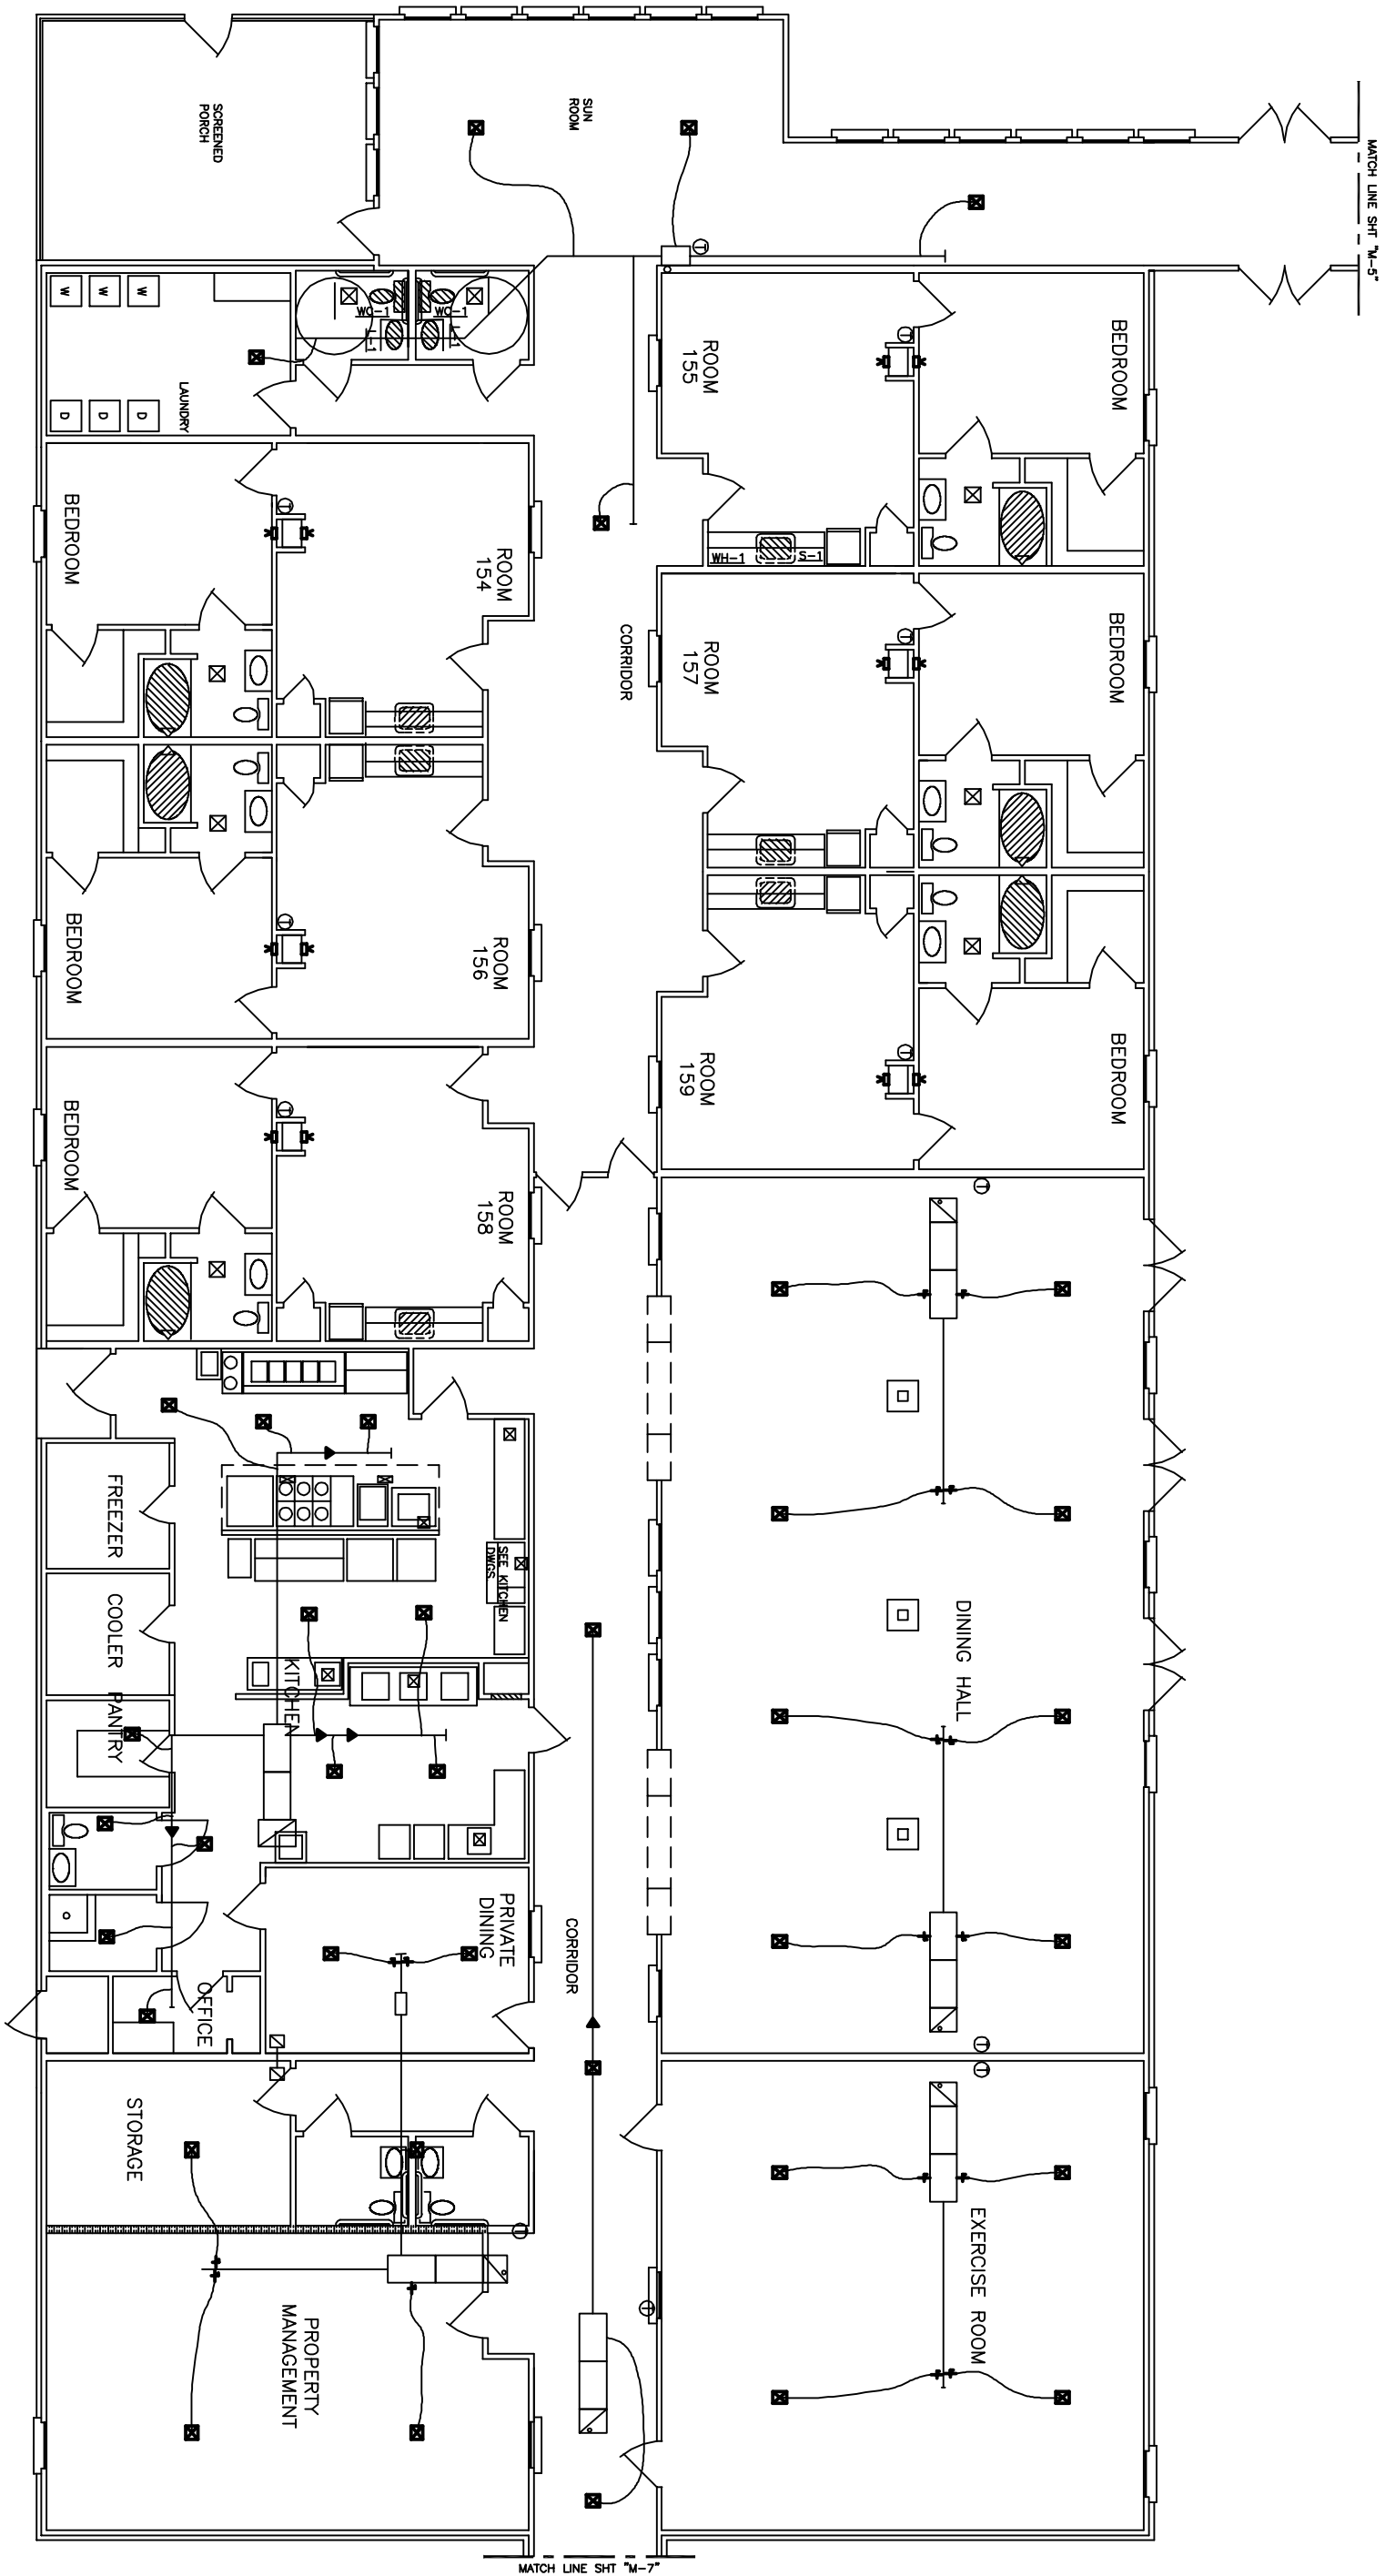 MATCH LINE SHT "M-5"
SCREENED
PORCH
SUN
ROOM
W
W
W
WC-1
WC-1
L-1
L-1
LAUNDRY
D
D
D
ROOM
155
BEDROOM
BEDROOM
ROOM
154
WH-1
S-1
CORRIDOR
ROOM
157
BEDROOM
BEDROOM
ROOM
156
ROOM
159
BEDROOM
BEDROOM
ROOM
158
FREEZER
COOLER
PANTRY
KITCHEN
SEE KITCHEN
DWGS
DINING HALL
PRIVATE
DINING
CORRIDOR
OFFICE
STORAGE
PROPERTY
MANAGEMENT
EXERCISE ROOM
T
T
T
T
T
T
T
T
T
T
T
T
MATCH LINE SHT "M-7"